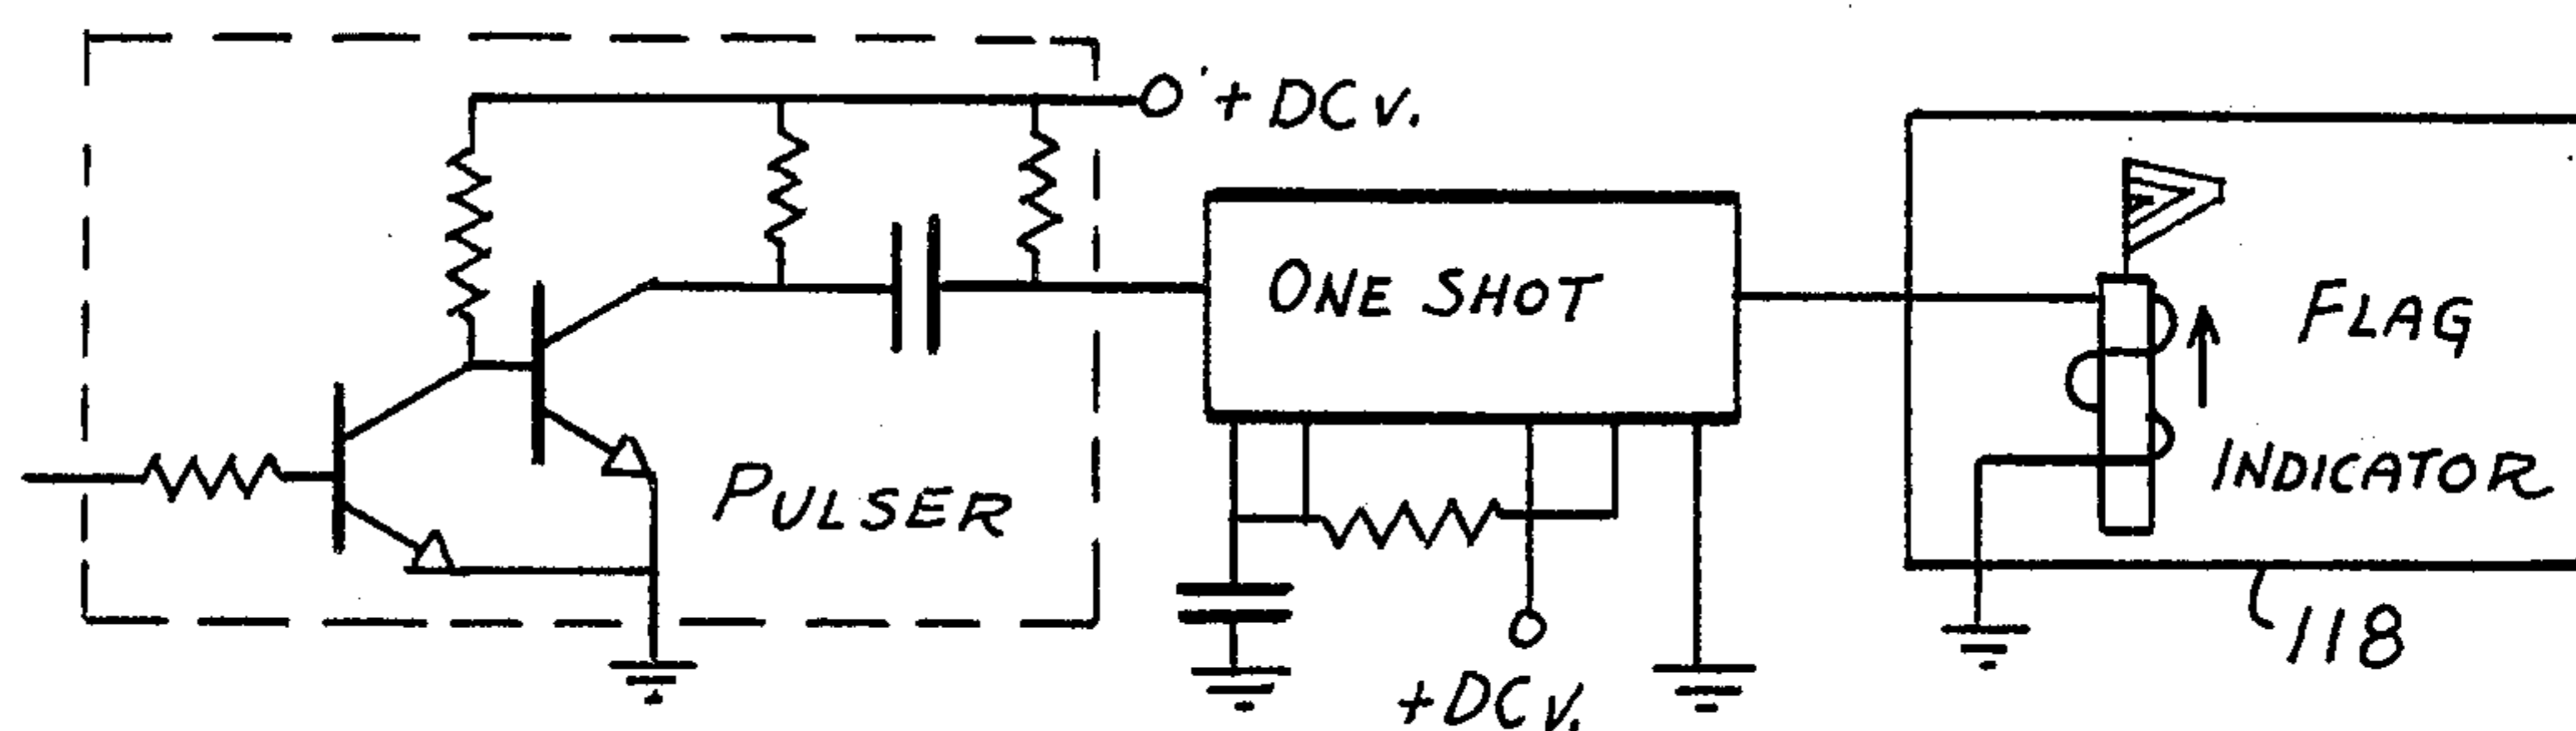 + DC v.
ONE SHOT
FLAG
INDICATOR
PULSER
118
+DC v.